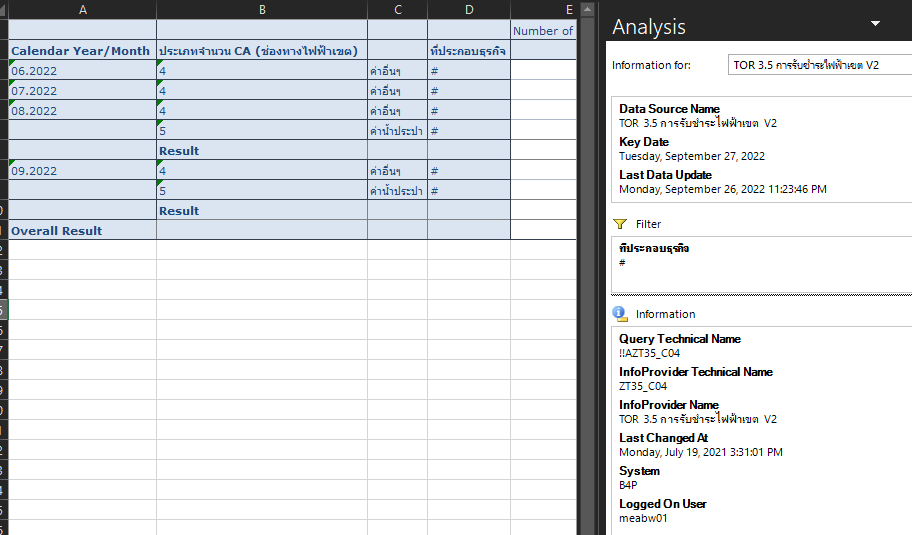 A B C D E
Number of
Calendar Year/Month ประเภทจำนวน CA (ช่องทางไฟฟ้าเขต) ที่ประกอบธุรกิจ
06.2022 4 ค่าอื่นๆ #
07.2022 4 ค่าอื่นๆ #
08.2022 4 ค่าอื่นๆ #
5 ค่าน้ำประปา #
Result
09.2022 4 ค่าอื่นๆ #
5 ค่าน้ำประปา #
Result
Overall Result
Analysis
Information for: TOR 3.5 การรับชำระไฟฟ้าเขต V2
Data Source Name
TOR 3.5 การรับชำระไฟฟ้าเขต V2
Key Date
Tuesday, September 27, 2022
Last Data Update
Monday, September 26, 2022 11:23:46 PM
Filter
ที่ประกอบธุรกิจ
#
Information
Query Technical Name
!!AZT35_C04
InfoProvider Technical Name
ZT35_C04
InfoProvider Name
TOR 3.5 การรับชำระไฟฟ้าเขต V2
Last Changed At
Monday, July 19, 2021 3:31:01 PM
System
B4P
Logged On User
meabw01